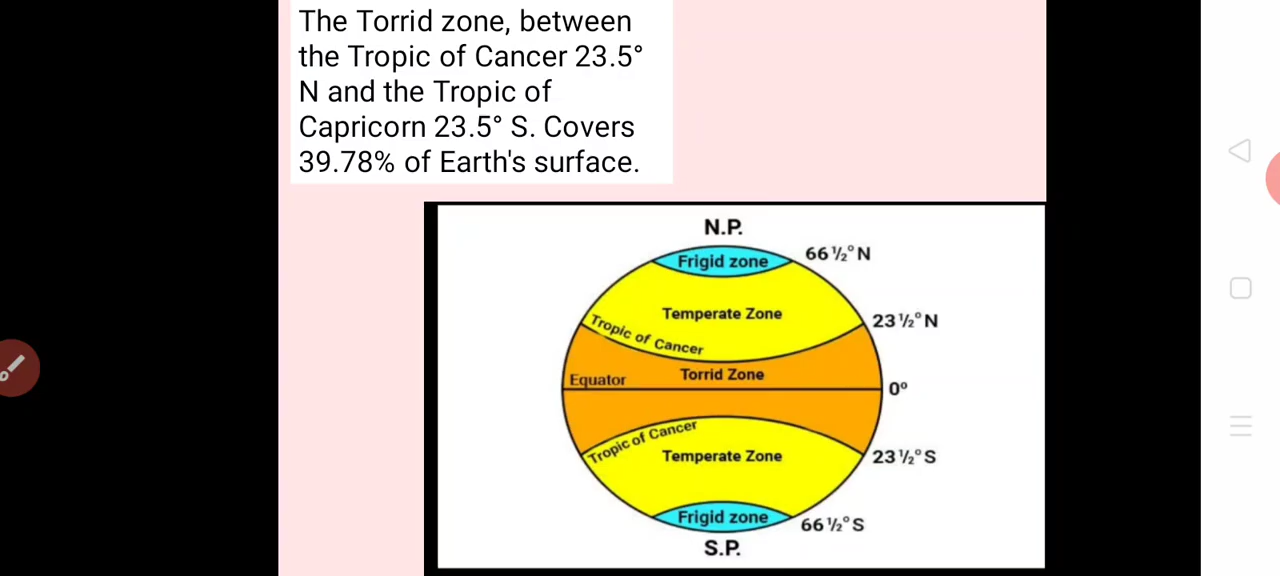 The Torrid zone, between
the Tropic of Cancer 23.5°
N and the Tropic of
Capricorn 23.5° S. Covers
39.78% of Earth's surface.
N.P.
Frigid zone
66 ½° N
Temperate Zone
23 ½° N
Tropic of Cancer
Torrid Zone
Equator
0°
Tropic of Cancer
Temperate Zone
23 ½° S
Frigid zone
66 ½° S
S.P.